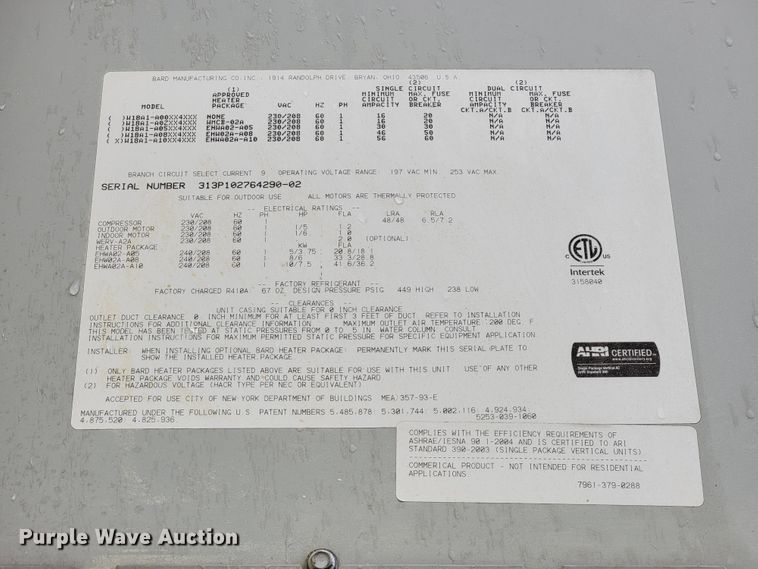 BARD MANUFACTURING CO. INC. · 1914 RANDOLPH DRIVE, BRYAN, OHIO 43506 U.S.A.
(1) APPROVED HEATER PACKAGE
(2) SINGLE CIRCUIT
(2) DUAL CIRCUIT
MODEL VAC HZ PH MINIMUM CIRCUIT AMPACITY MAX. FUSE OR CKT. BREAKER MINIMUM CIRCUIT AMPACITY CKT.A/CKT.B MAX. FUSE OR CKT. BREAKER CKT.A/CKT.B
( )W18A1-A00XX4XXX NONE 230/208 60 1 16 20 N/A N/A
( )W18A1-A0ZXX4XXX WMCB-02A 230/208 60 1 16 20 N/A N/A
( )W18A1-A05XX4XXX EHWA02-A05 230/208 60 1 30 30 N/A N/A
( )W18A1-A08XX4XXX EHW02A-A08 230/208 60 1 46 50 N/A N/A
( X)W18A1-A10XX4XXX EHWA02-A10 230/208 60 1 56 60 N/A N/A
BRANCH CIRCUIT SELECT CURRENT 9 OPERATING VOLTAGE RANGE: 197 VAC MIN 253 VAC MAX.
SERIAL NUMBER 313P102764290-02
SUITABLE FOR OUTDOOR USE ALL MOTORS ARE THERMALLY PROTECTED
-- ELECTRICAL RATINGS --
VAC HZ PH HP FLA LRA RLA
COMPRESSOR 230/208 60 1 48/48 6.5/7.2
OUTDOOR MOTOR 230/208 60 1 1/5 1.2
INDOOR MOTOR 230/208 60 1 1/6 1.0
WERV-A2A 230/208 60 1 2.0 (OPTIONAL)
HEATER PACKAGE KW FLA
EHWA02-A05 240/208 60 1 5/3.75 20.8/18.1
EHW02A-A08 240/208 60 1 8/6 33.3/28.8
EHWA02-A10 240/208 60 1 10/7.5 41.6/36.2
-- FACTORY REFRIGERANT --
FACTORY CHARGED R410A 67 OZ. DESIGN PRESSURE PSIG 449 HIGH 238 LOW
-- CLEARANCES --
UNIT CASING SUITABLE FOR 0 INCH CLEARANCE
OUTLET DUCT CLEARANCE 0 INCH MINIMUM FOR AT LEAST FIRST 3 FEET OF DUCT. REFER TO INSTALLATION
INSTRUCTIONS FOR ADDITIONAL CLEARANCE INFORMATION. MAXIMUM OUTLET AIR TEMPERATURE 200 DEG. F
THIS MODEL HAS BEEN TESTED AT STATIC PRESSURES FROM 0 TO .5 IN. WATER COLUMN. CONSULT
INSTALLATION INSTRUCTIONS FOR MAXIMUM PERMITTED STATIC PRESSURE FOR SPECIFIC EQUIPMENT APPLICATION.
INSTALLER: WHEN INSTALLING OPTIONAL BARD HEATER PACKAGE: PERMANENTLY MARK THIS SERIAL PLATE TO
SHOW THE INSTALLED HEATER PACKAGE
(1) ONLY BARD HEATER PACKAGES LISTED ABOVE ARE SUITABLE FOR USE WITH THIS UNIT. USE OF ANY OTHER
HEATER PACKAGE VOIDS WARRANTY AND COULD CAUSE SAFETY HAZARD
(2) FOR HAZARDOUS VOLTAGE (HACR TYPE PER NEC OR EQUIVALENT)
ACCEPTED FOR USE CITY OF NEW YORK DEPARTMENT OF BUILDINGS MEA 357-93-E
MANUFACTURED UNDER THE FOLLOWING U.S. PATENT NUMBERS 5.485.878 5.301.744 5.002.116 4.924.934
4.875.520 4.825.936. 5253-039-1060
C ETL US
Intertek
3158040
AHRI CERTIFIED
COMPLIES WITH THE EFFICIENCY REQUIREMENTS OF
ASHRAE/IESNA 90.1-2004 AND IS CERTIFIED TO ARI
STANDARD 390-2003 (SINGLE PACKAGE VERTICAL UNITS)
COMMERICAL PRODUCT - NOT INTENDED FOR RESIDENTIAL
APPLICATIONS.
7961-379-0288
Purple Wave Auction